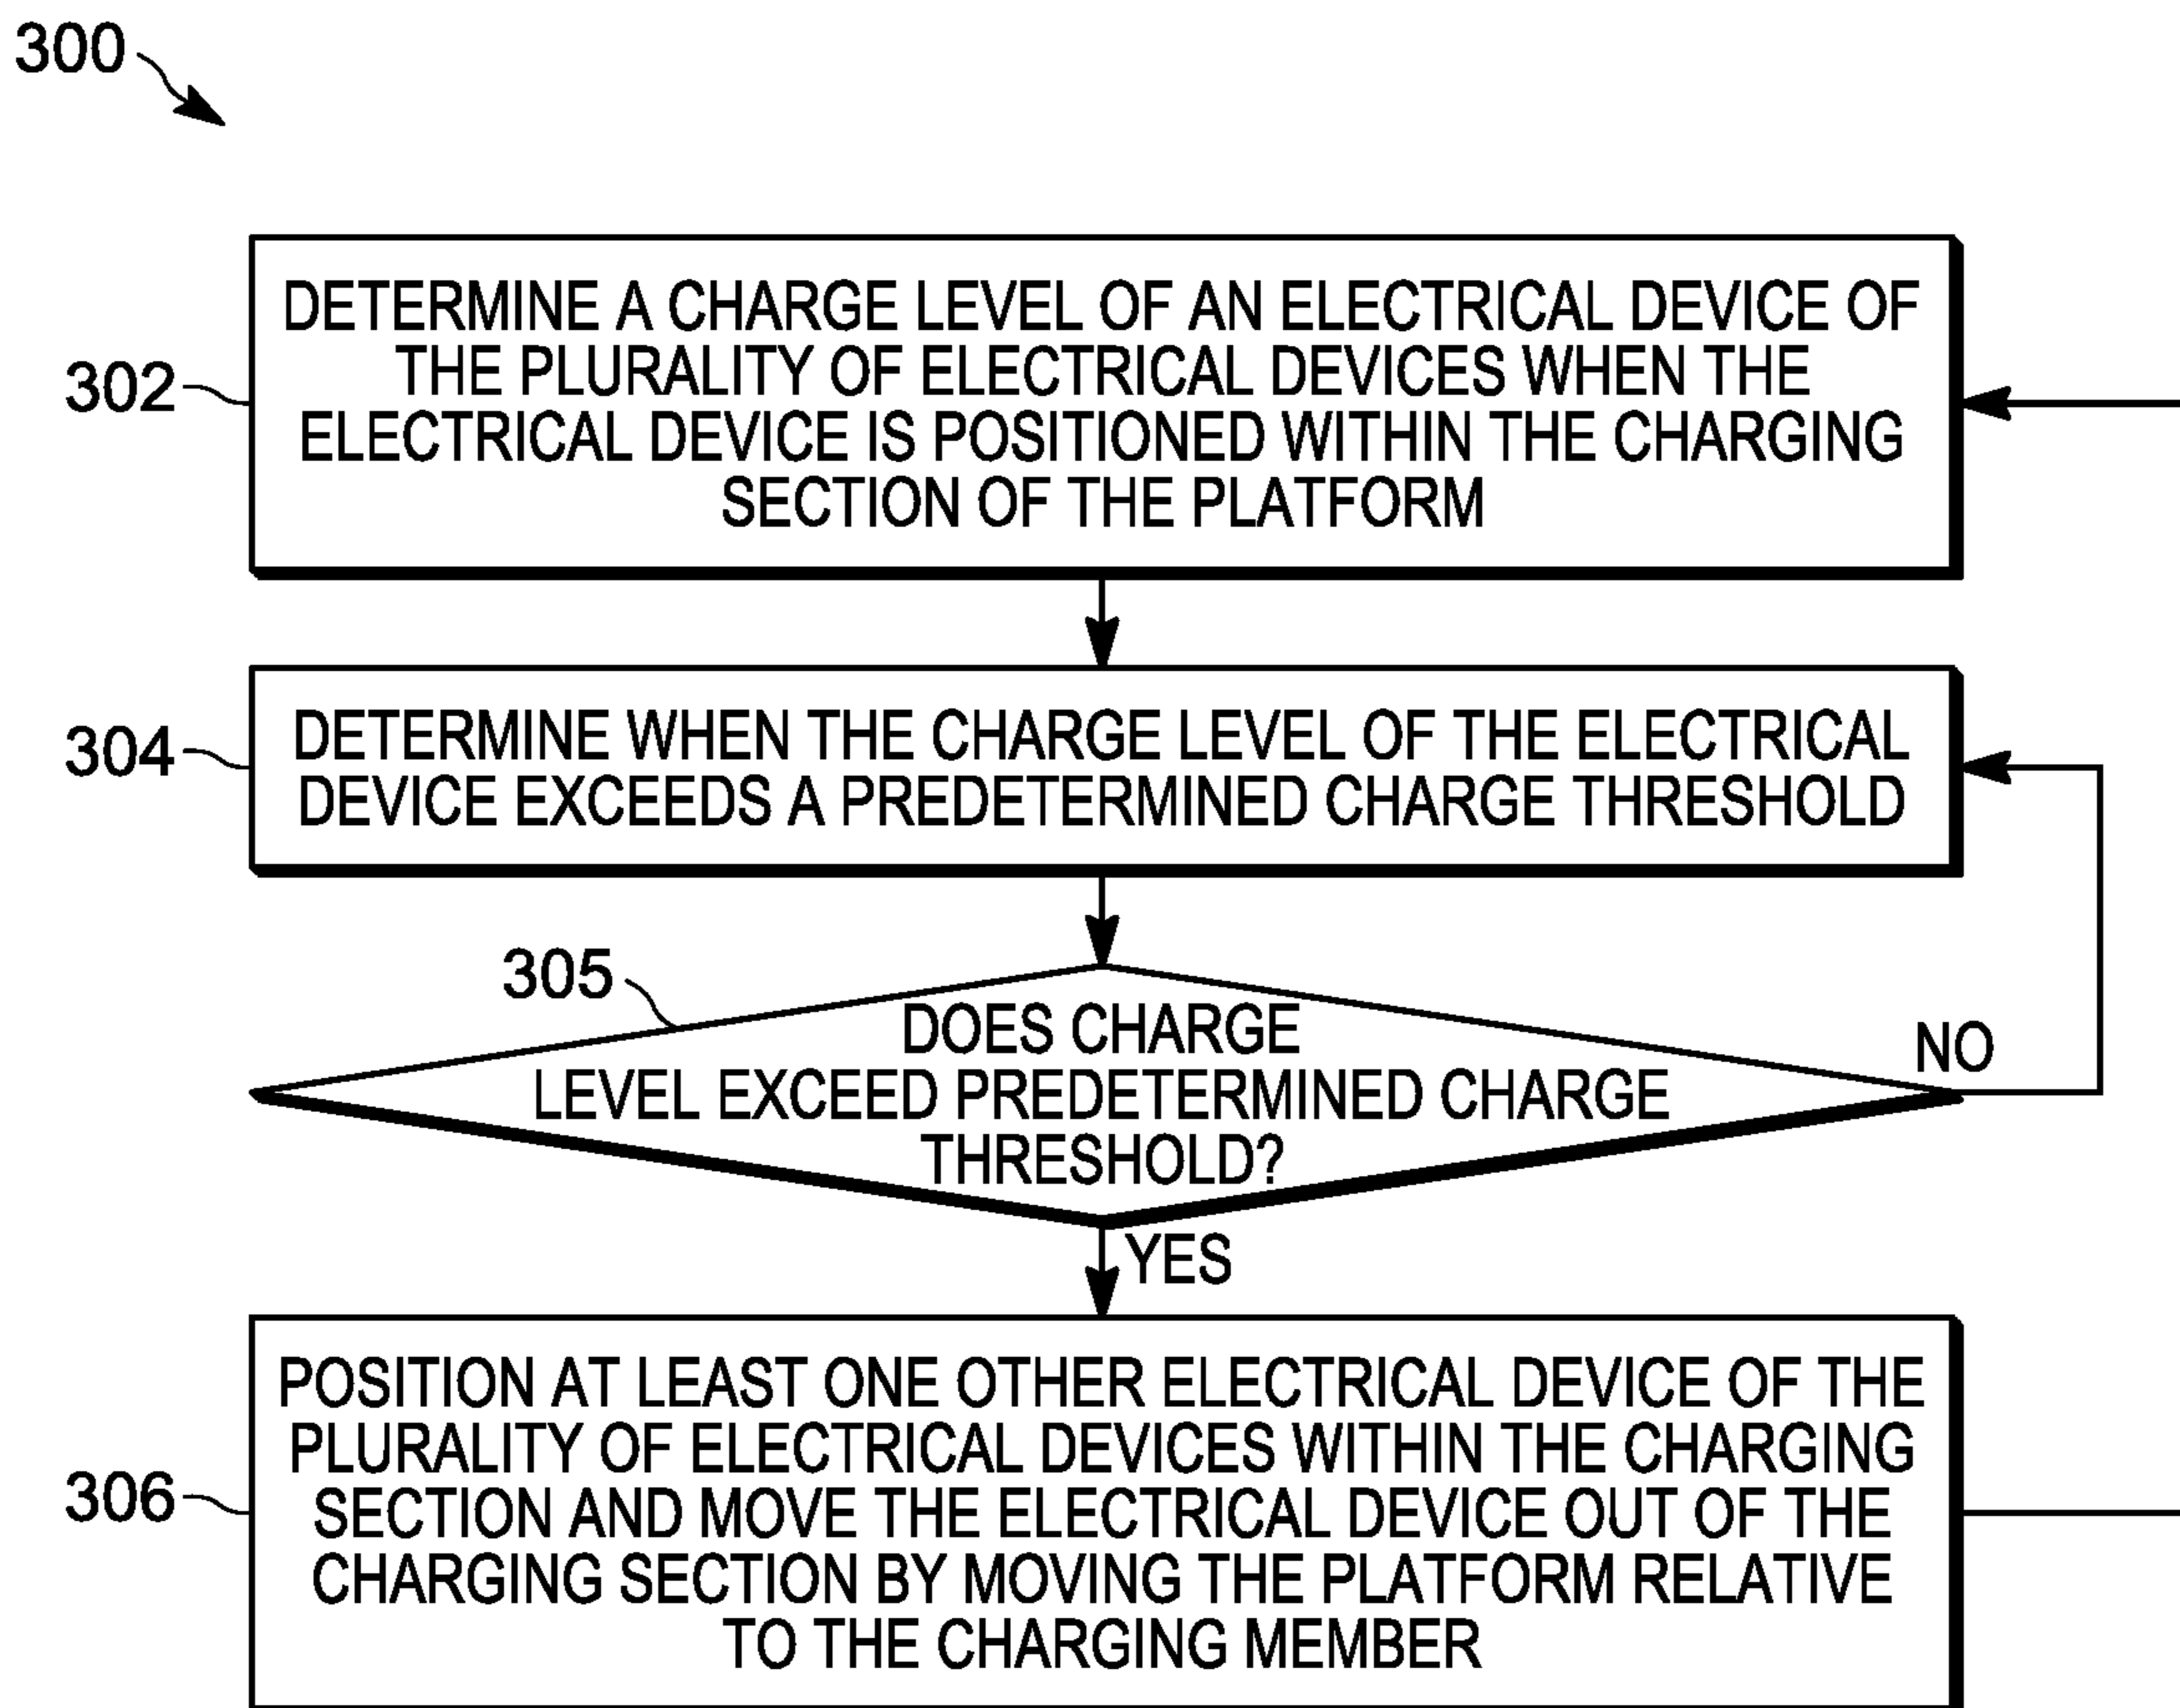 300
DETERMINE A CHARGE LEVEL OF AN ELECTRICAL DEVICE OF
THE PLURALITY OF ELECTRICAL DEVICES WHEN THE
ELECTRICAL DEVICE IS POSITIONED WITHIN THE CHARGING
SECTION OF THE PLATFORM
302
DETERMINE WHEN THE CHARGE LEVEL OF THE ELECTRICAL
DEVICE EXCEEDS A PREDETERMINED CHARGE THRESHOLD
304
305
DOES CHARGE
LEVEL EXCEED PREDETERMINED CHARGE
THRESHOLD?
NO
YES
POSITION AT LEAST ONE OTHER ELECTRICAL DEVICE OF THE
PLURALITY OF ELECTRICAL DEVICES WITHIN THE CHARGING
SECTION AND MOVE THE ELECTRICAL DEVICE OUT OF THE
CHARGING SECTION BY MOVING THE PLATFORM RELATIVE
TO THE CHARGING MEMBER
306